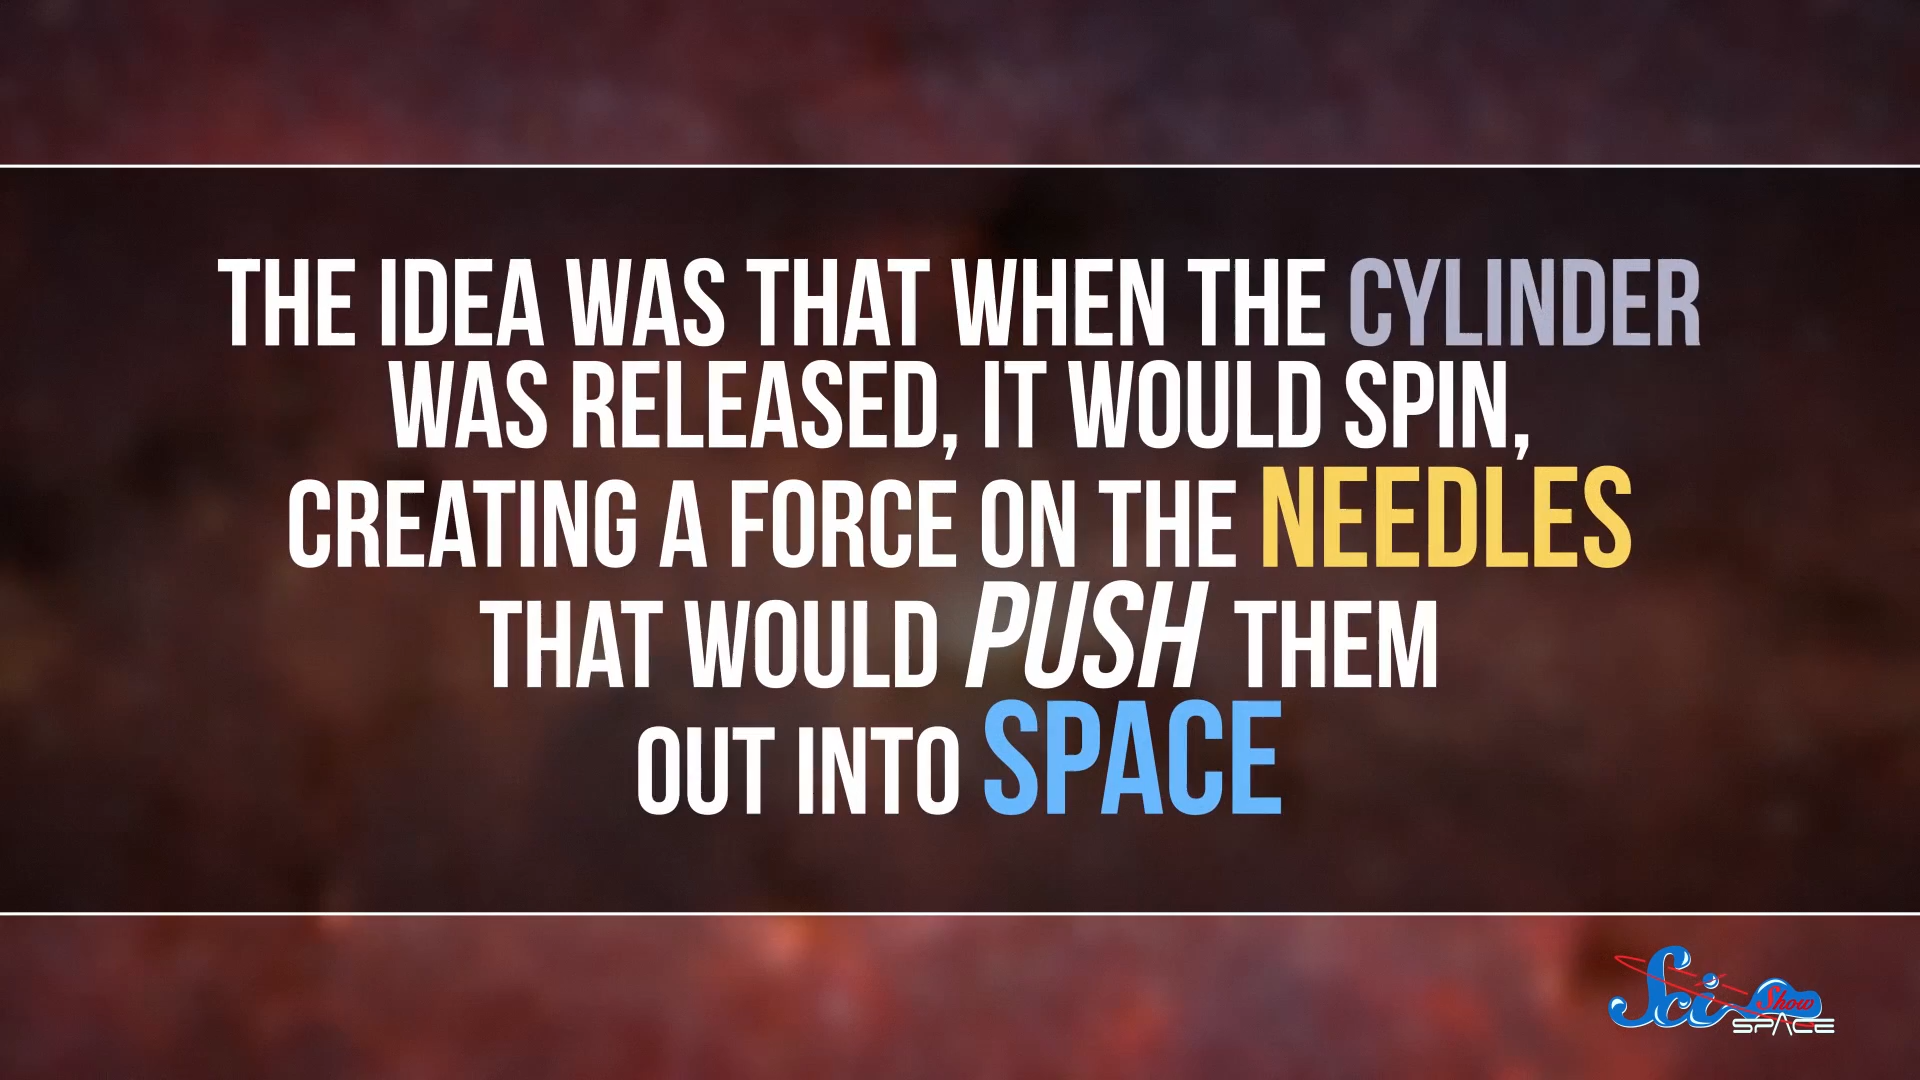 THE IDEA WAS THAT WHEN THE CYLINDER
WAS RELEASED, IT WOULD SPIN,
CREATING A FORCE ON THE NEEDLES
THAT WOULD PUSH THEM
OUT INTO SPACE
Sci Show
SPACE